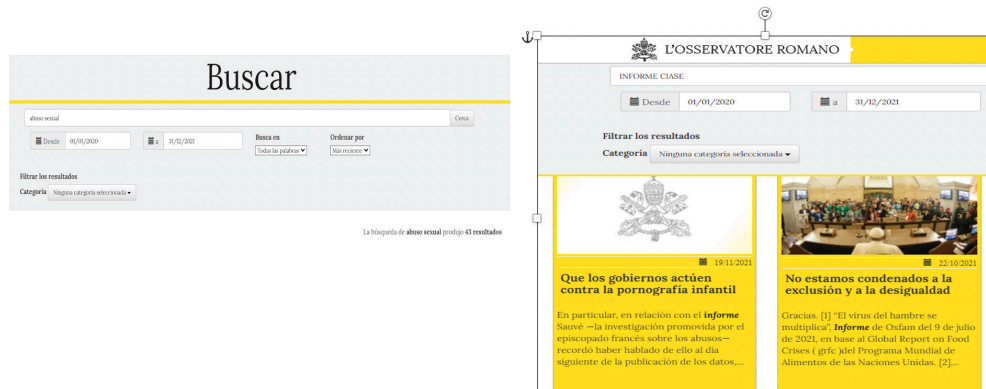 Buscar
abuso sexual
Cerca
Desde 01/01/2020 a 31/12/2021
Busca en
Todas las palabras
Ordenar por
Más reciente
Filtrar los resultados
Categoría Ninguna categoría seleccionada
La búsqueda de abuso sexual produjo 43 resultados
L'OSSERVATORE ROMANO
INFORME CIASE
Desde 01/01/2020 a 31/12/2021
Filtrar los resultados
Categoría Ninguna categoría seleccionada
19/11/2021
Que los gobiernos actúen
contra la pornografía infantil
En particular, en relación con el informe
Sauvé —la investigación promovida por el
episcopado francés sobre los abusos—
recordó haber hablado de ello al día
siguiente de la publicación de los datos,...
22/10/2021
No estamos condenados a la
exclusión y a la desigualdad
Gracias. [1] “El virus del hambre se
multiplica”, Informe de Oxfam del 9 de julio
de 2021, en base al Global Report on Food
Crises ( grfc )del Programa Mundial de
Alimentos de las Naciones Unidas. [2]...